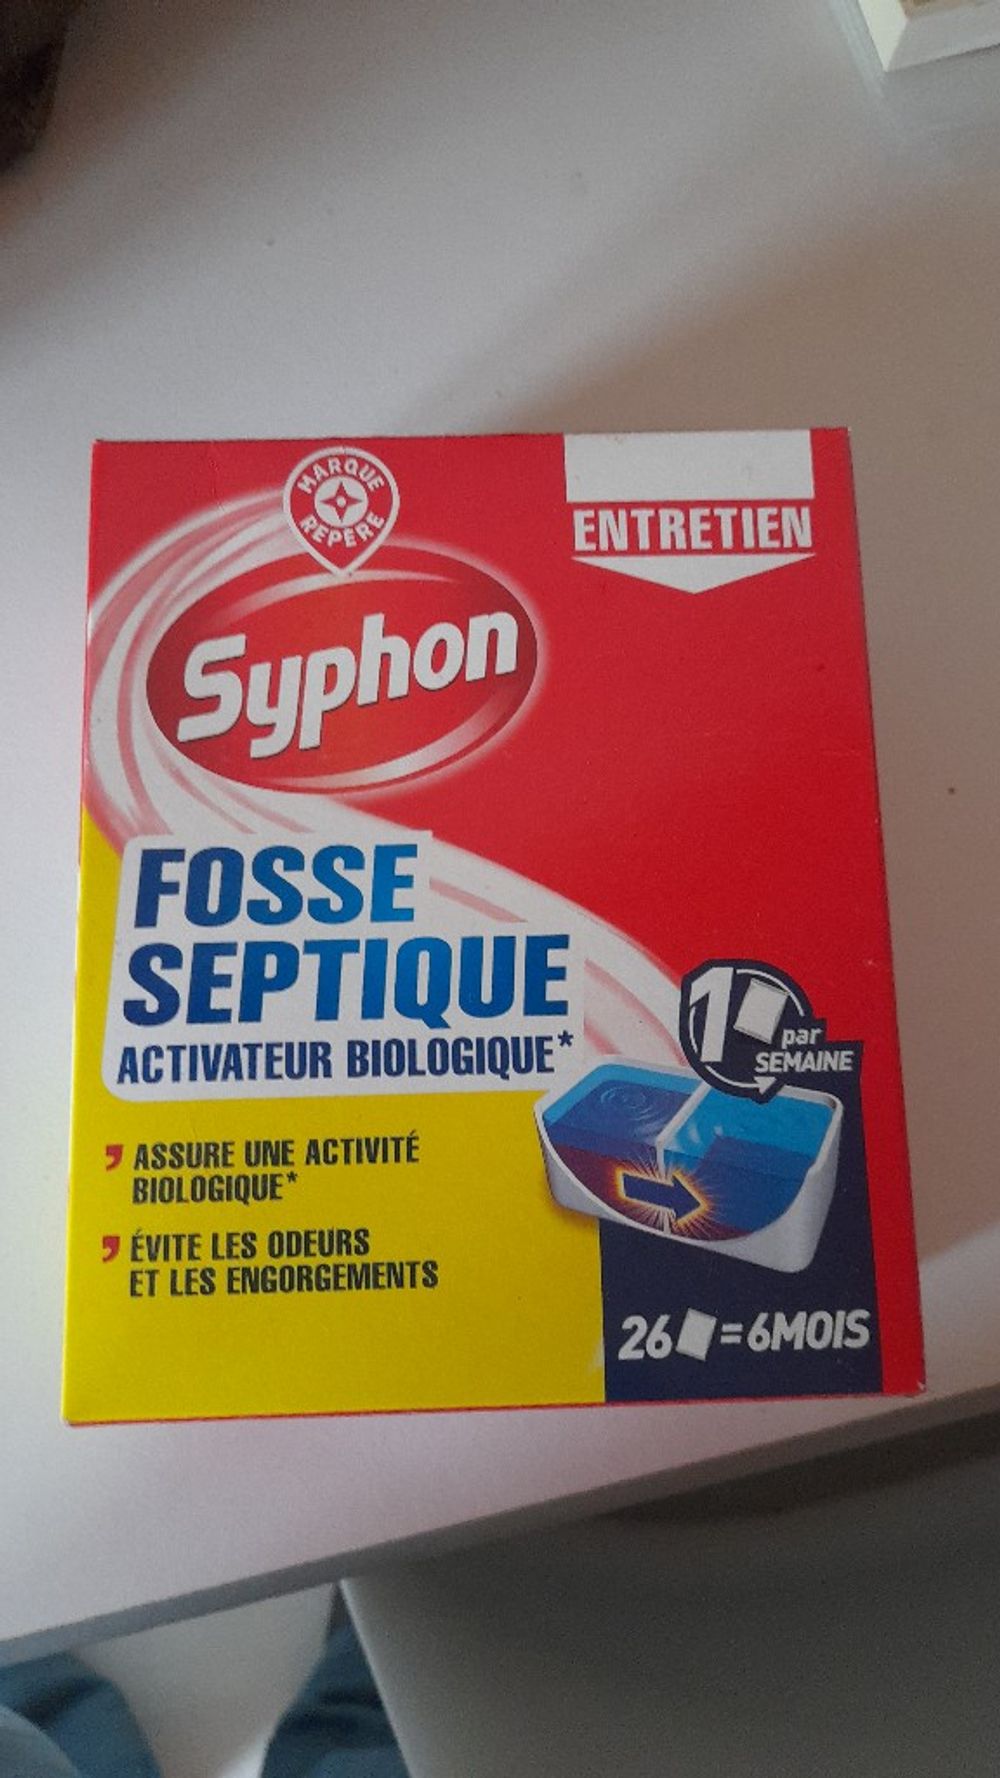 MARQUE
REPÈRE
ENTRETIEN
Syphon
FOSSE
SEPTIQUE
ACTIVATEUR BIOLOGIQUE*
1
par
SEMAINE
ASSURE UNE ACTIVITÉ
BIOLOGIQUE*
ÉVITE LES ODEURS
ET LES ENGORGEMENTS
26 = 6MOIS